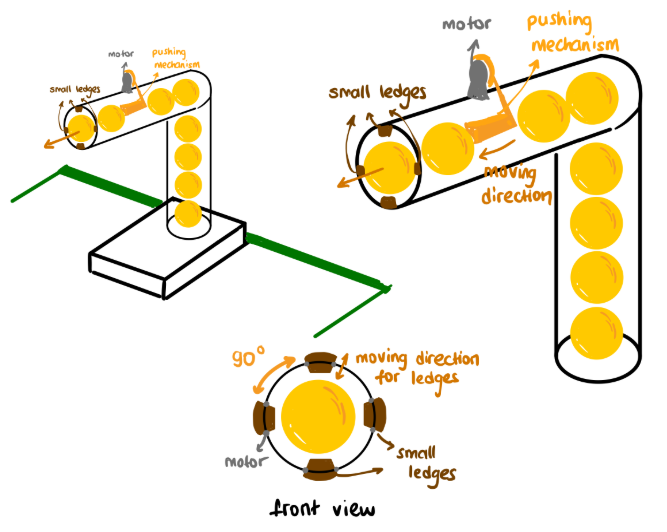 motor
pushing
mechanism
small ledges
motor
pushing
mechanism
small ledges
moving
direction
90°
moving direction
for ledges
motor
small
ledges
front view